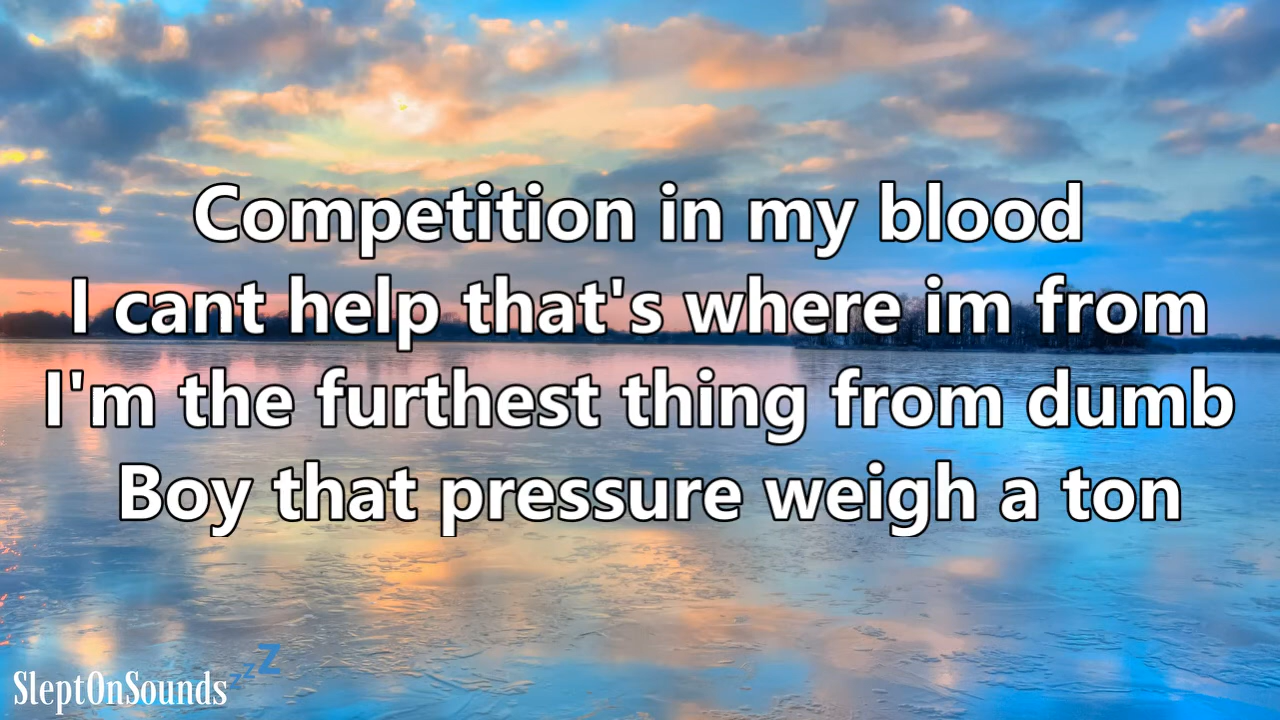 Competition in my blood
I cant help that's where im from
I'm the furthest thing from dumb
Boy that pressure weigh a ton
SleptOnSounds zzZ